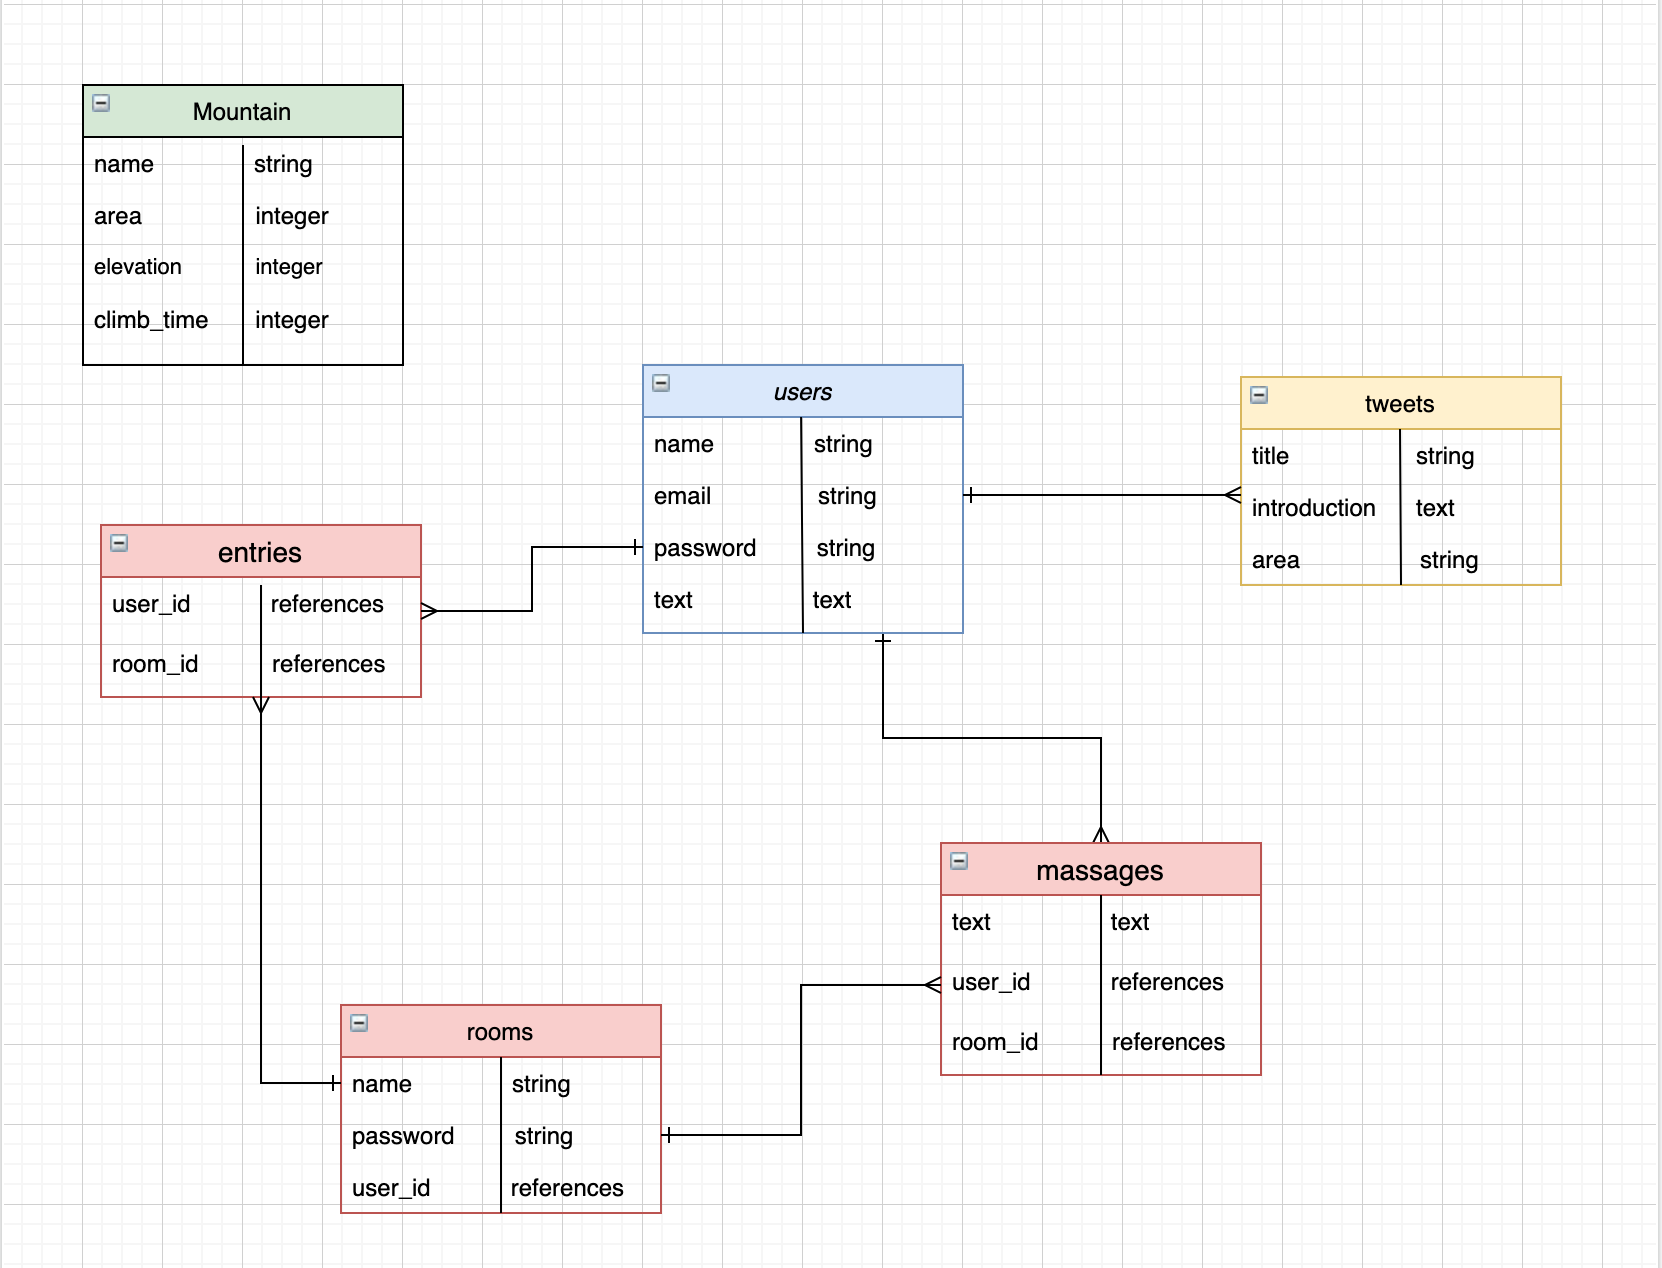 Mountain
name string
area integer
elevation integer
climb_time integer
users
name string
email string
password string
text text
tweets
title string
introduction text
area string
entries
user_id references
room_id references
massages
text text
user_id references
room_id references
rooms
name string
password string
user_id references